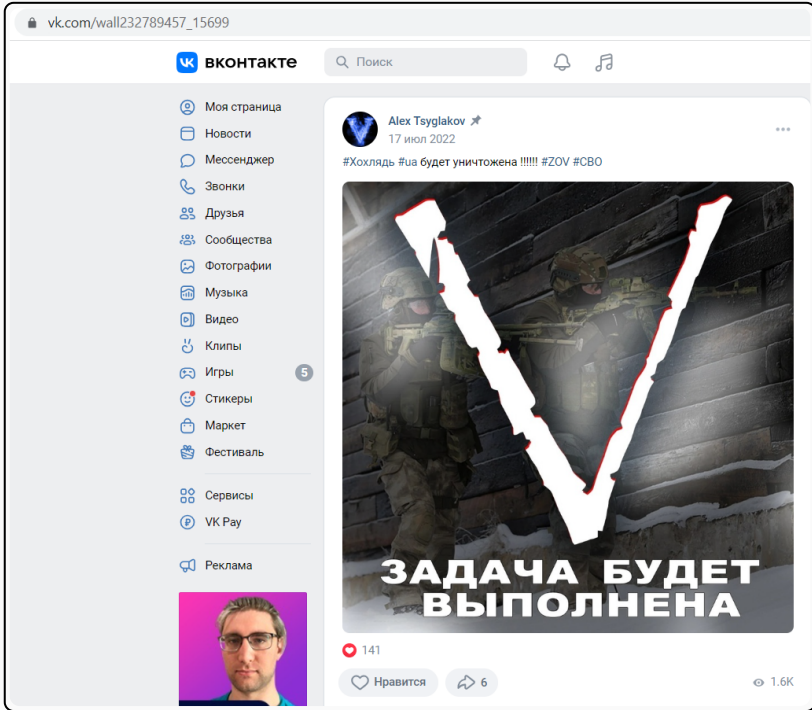 vk.com/wall232789457_15699
вконтакте
Поиск
Моя страница
Новости
Мессенджер
Звонки
Друзья
Сообщества
Фотографии
Музыка
Видео
Клипы
Игры
5
Стикеры
Маркет
Фестиваль
Сервисы
VK Pay
Реклама
Alex Tsyglakov
17 июл 2022
#Хохлядь #ua будет уничтожена !!!!!! #ZOV #СВО
V
ЗАДАЧА БУДЕТ
ВЫПОЛНЕНА
141
Нравится
6
1.6K